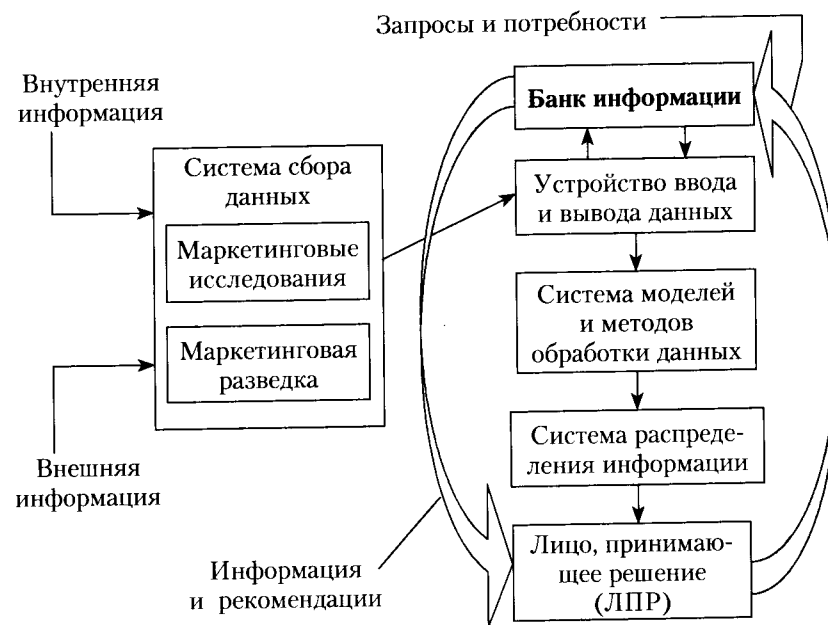 Запросы и потребности
Внутренняя
информация
Банк информации
Система сбора
данных
Устройство ввода
и вывода данных
Маркетинговые
исследования
Система моделей
и методов
обработки данных
Маркетинговая
разведка
Система распреде-
ления информации
Внешняя
информация
Лицо, принимаю-
щее решение
(ЛПР)
Информация
и рекомендации